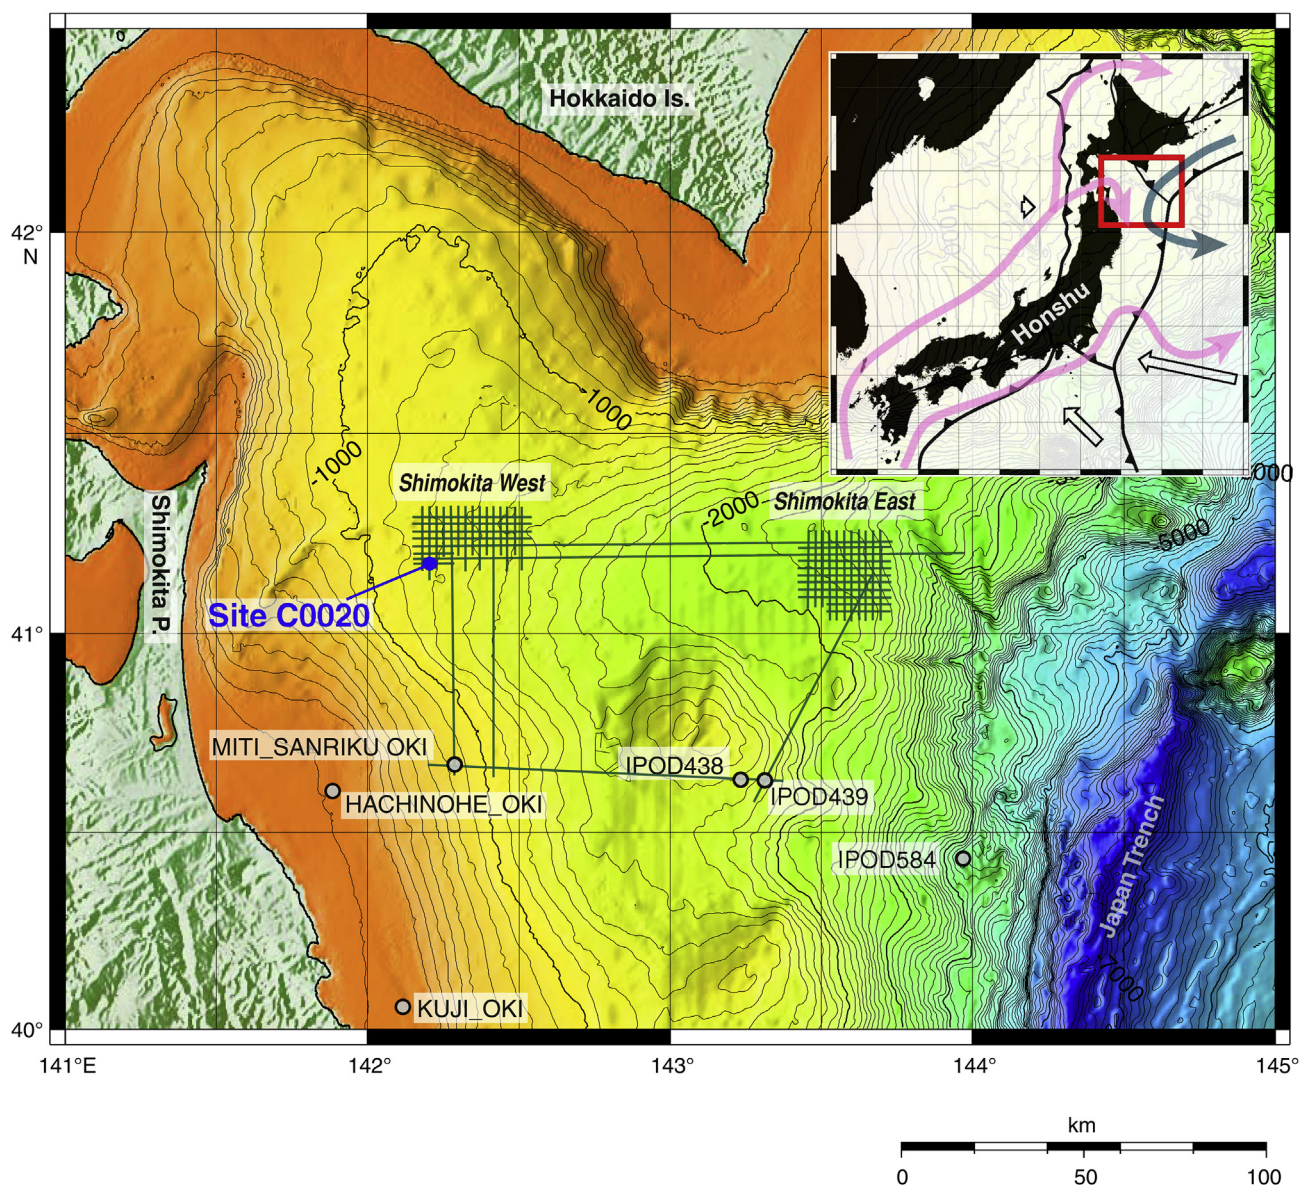 Hokkaido Is.
42°
N
Honshu
-1000
-1000
Shimokita West
-2000
Shimokita East
-5000
Shimokita P.
Site C0020
41°
MITI_SANRIKU OKI
IPOD438
HACHINOHE_OKI
IPOD439
IPOD584
Japan Trench
-7000
KUJI_OKI
40°
141°E
142°
143°
144°
145°
km
0
50
100